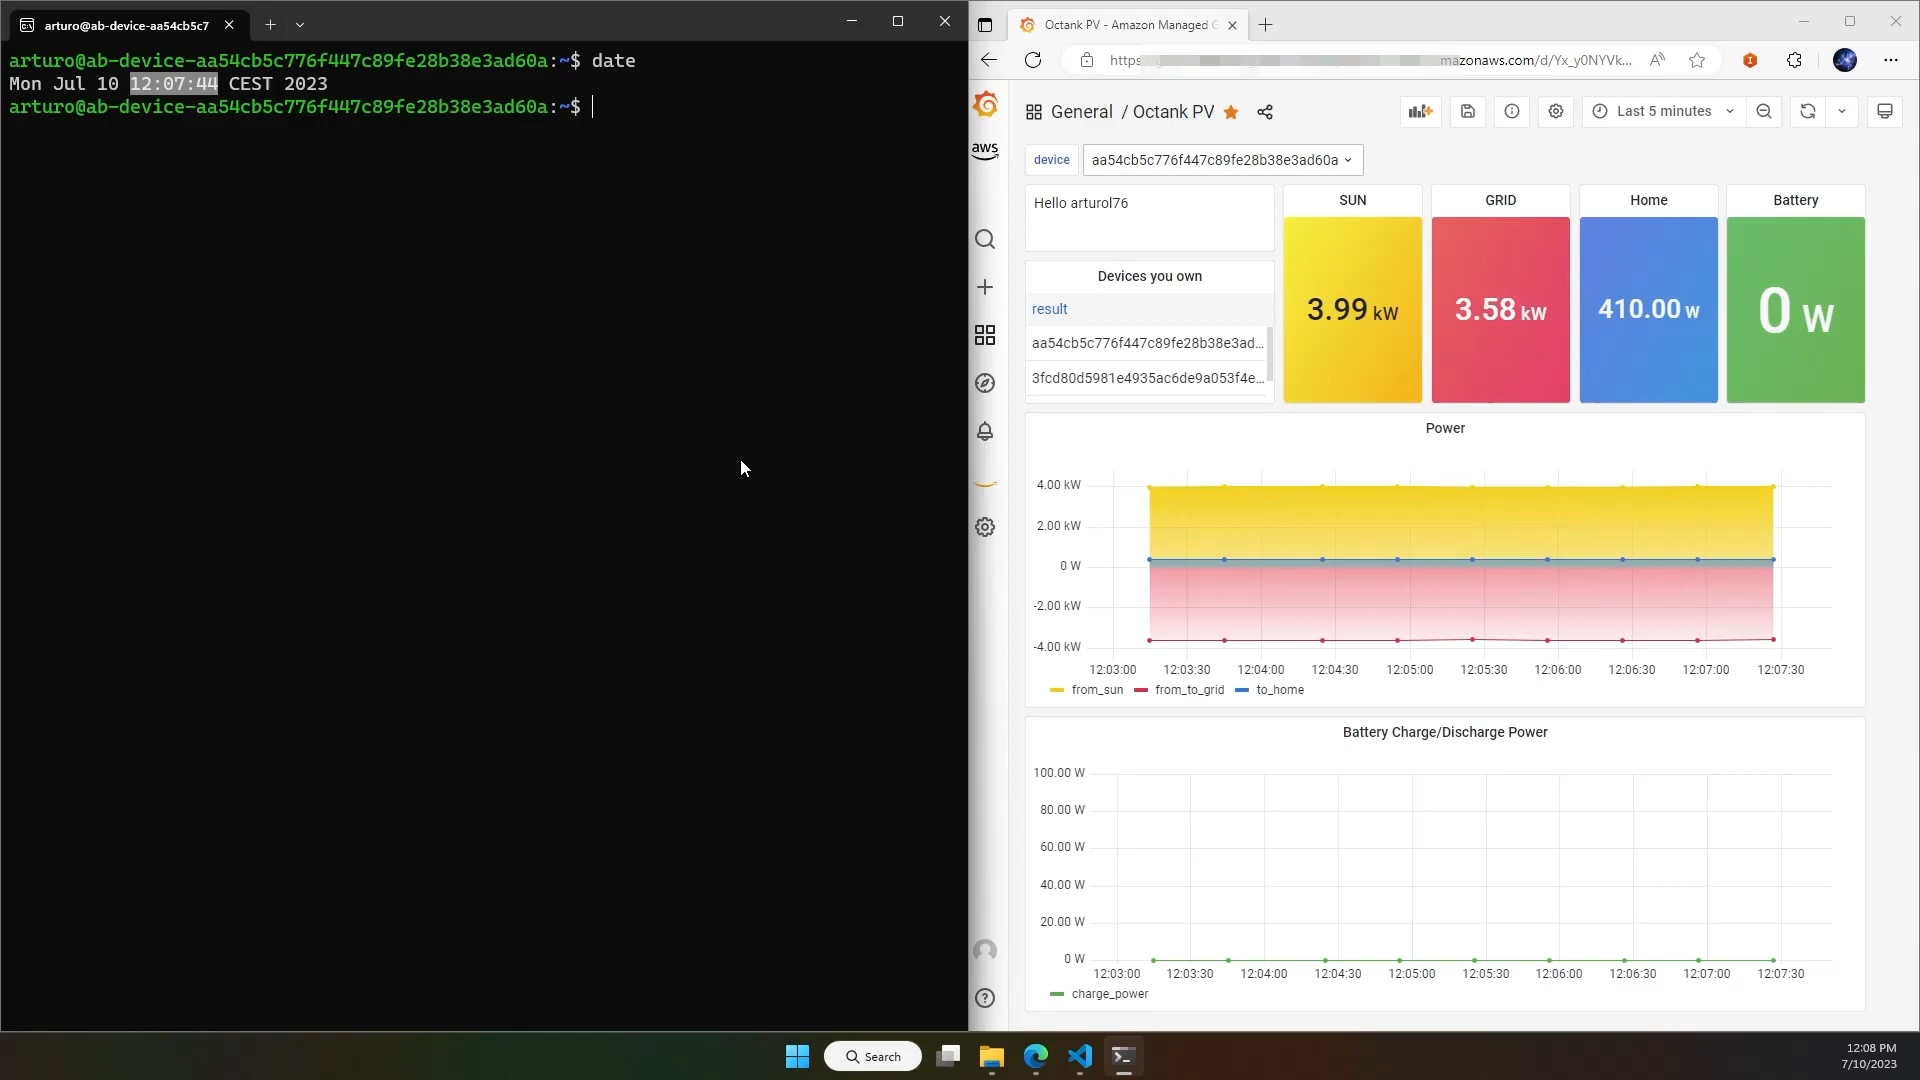 arturo@ab-device-aa54cb5c7
arturo@ab-device-aa54cb5c776f447c89fe28b38e3ad60a:~$ date
Mon Jul 10 12:07:44 CEST 2023
arturo@ab-device-aa54cb5c776f447c89fe28b38e3ad60a:~$
Octank PV - Amazon Managed G
https
mazonaws.com/d/Yx_y0NYVk...
aws
General / Octank PV
Last 5 minutes
device aa54cb5c776f447c89fe28b38e3ad60a
Hello arturol76
Devices you own
result
aa54cb5c776f447c89fe28b38e3ad...
3fcd80d5981e4935ac6de9a053f4e...
SUN
3.99 kW
GRID
3.58 kW
Home
410.00 W
Battery
0 W
Power
4.00 kW
2.00 kW
0 W
-2.00 kW
-4.00 kW
12:03:00 12:03:30 12:04:00 12:04:30 12:05:00 12:05:30 12:06:00 12:06:30 12:07:00 12:07:30
from_sun from_to_grid to_home
Battery Charge/Discharge Power
100.00 W
80.00 W
60.00 W
40.00 W
20.00 W
0 W
12:03:00 12:03:30 12:04:00 12:04:30 12:05:00 12:05:30 12:06:00 12:06:30 12:07:00 12:07:30
charge_power
Search
12:08 PM
7/10/2023